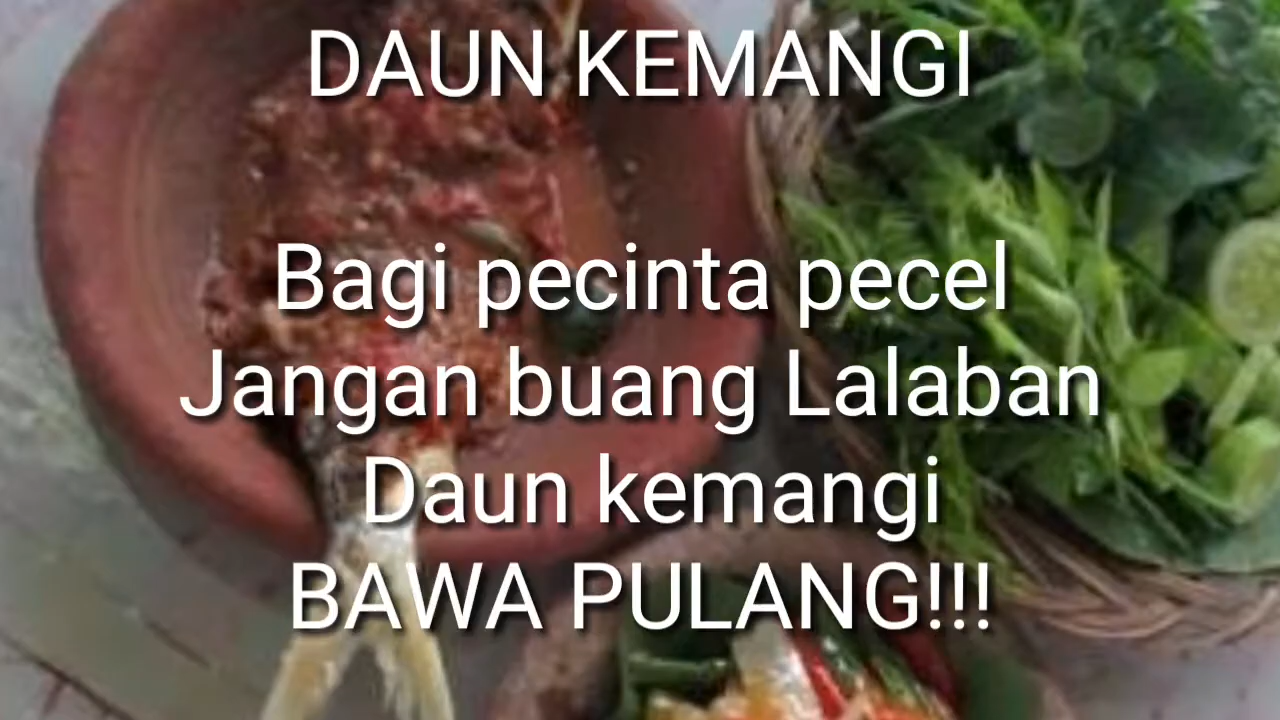 DAUN KEMANGI
Bagi pecinta pecel
Jangan buang Lalaban
Daun kemangi
BAWA PULANG!!!